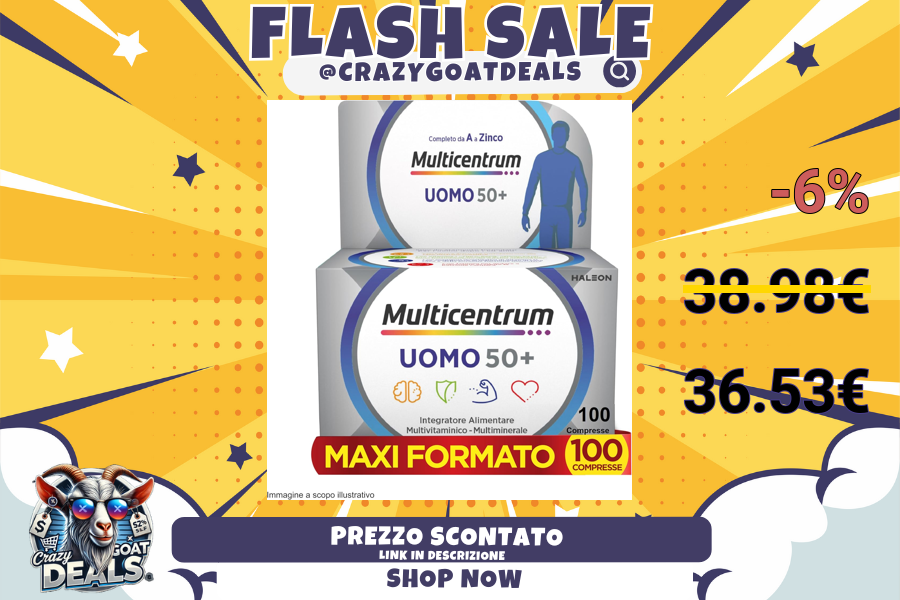 FLASH SALE
@CRAZYGOATDEALS
Completo da A a Zinco
Multicentrum
UOMO 50+
HALEON
Multicentrum
UOMO 50+
Integratore Alimentare
Multivitaminico - Multiminerale
100
Compresse
MAXI FORMATO
100
COMPRESSE
Immagine a scopo illustrativo
-6%
38.98€
36.53€
$
52%
Crazy
GOAT
DEALS
PREZZO SCONTATO
LINK IN DESCRIZIONE
SHOP NOW